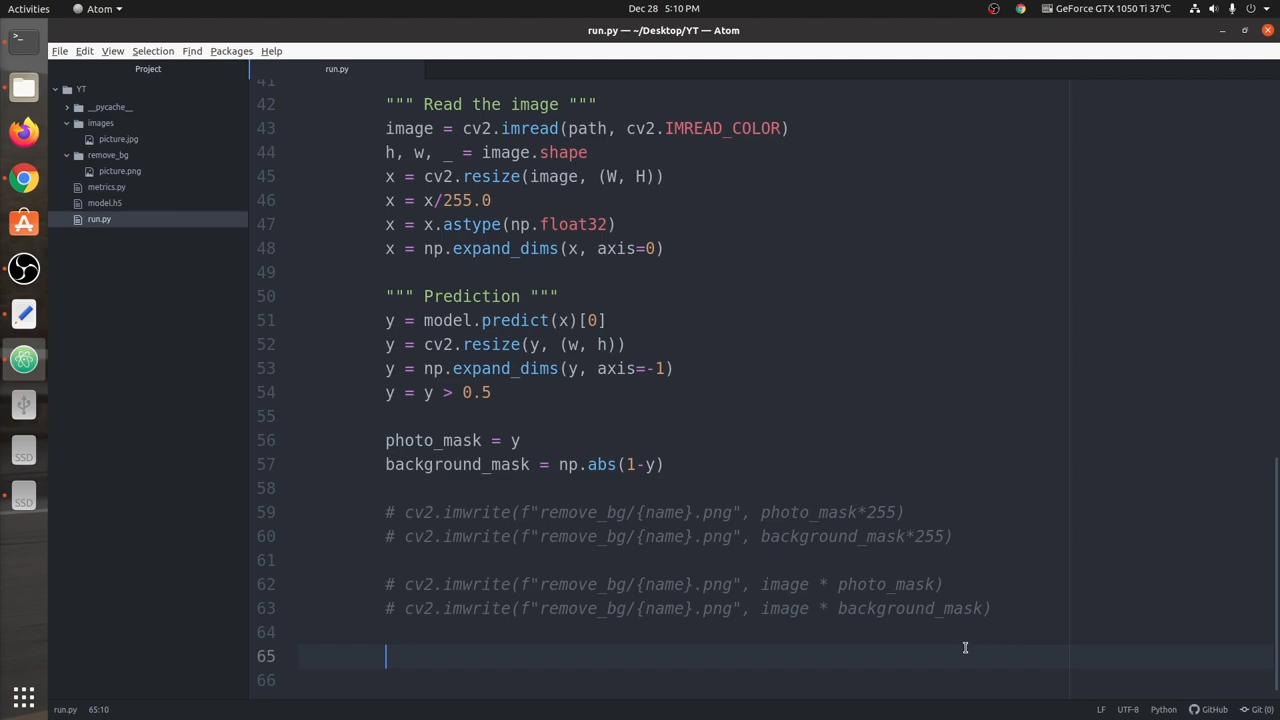 Activities
Atom
Dec 28 5:10 PM
GeForce GTX 1050 Ti 37°C
run.py — ~/Desktop/YT — Atom
File Edit View Selection Find Packages Help
Project
run.py
YT
__pycache__
images
picture.jpg
remove_bg
picture.png
metrics.py
model.h5
run.py
41
42 """ Read the image """
43 image = cv2.imread(path, cv2.IMREAD_COLOR)
44 h, w, _ = image.shape
45 x = cv2.resize(image, (W, H))
46 x = x/255.0
47 x = x.astype(np.float32)
48 x = np.expand_dims(x, axis=0)
49
50 """ Prediction """
51 y = model.predict(x)[0]
52 y = cv2.resize(y, (w, h))
53 y = np.expand_dims(y, axis=-1)
54 y = y > 0.5
55
56 photo_mask = y
57 background_mask = np.abs(1-y)
58
59 # cv2.imwrite(f"remove_bg/{name}.png", photo_mask*255)
60 # cv2.imwrite(f"remove_bg/{name}.png", background_mask*255)
61
62 # cv2.imwrite(f"remove_bg/{name}.png", image * photo_mask)
63 # cv2.imwrite(f"remove_bg/{name}.png", image * background_mask)
64
65
66
SSD
SSD
run.py 65:10
LF UTF-8 Python GitHub Git (0)